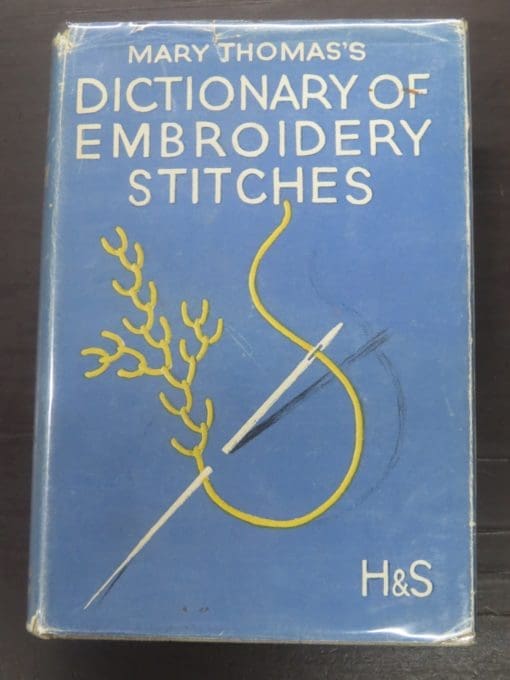 MARY THOMAS'S
DICTIONARY OF
EMBROIDERY
STITCHES
H&S